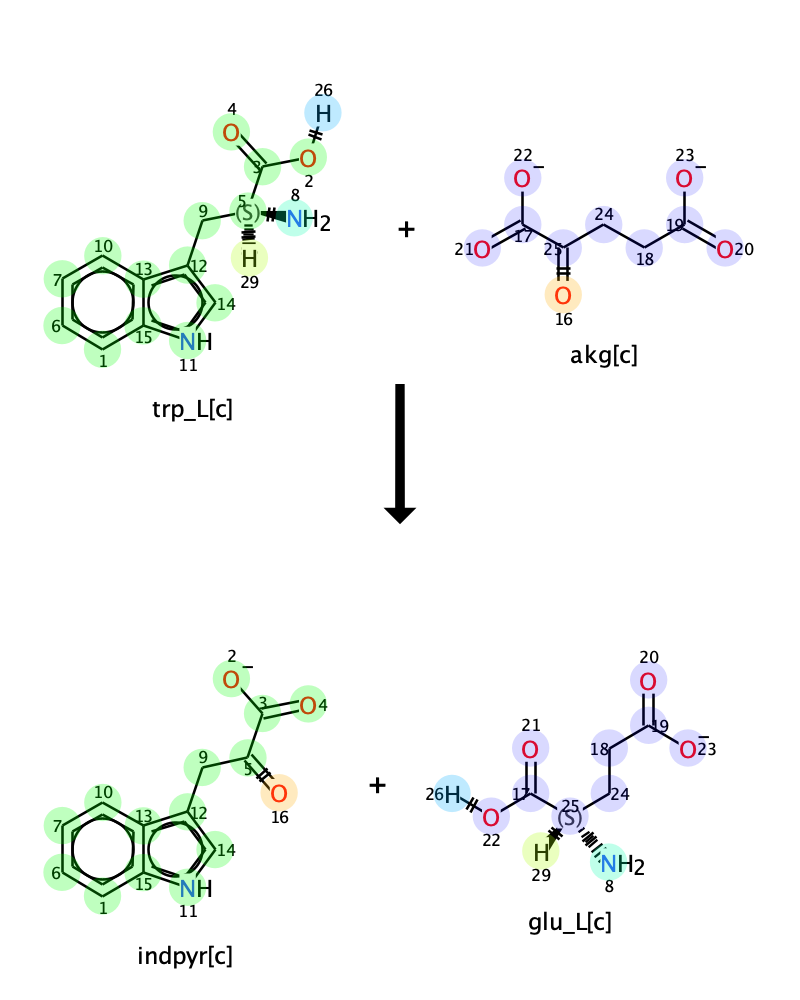 26
H
4
O
O
3
2
5
(S)
8
NH2
9
H
29
10
7
13
12
14
6
15
NH
11
1
trp_L[c]
+
22
O−
23
O−
24
21 O
17
25
19
O 20
18
O
16
akg[c]
2
O−
3
O 4
9
5
O
16
10
7
13
12
14
6
15
NH
11
1
indpyr[c]
+
20
O
21
O
19
18
O− 23
26 H
17
25
24
O
22
(S)
H
29
NH2
8
glu_L[c]